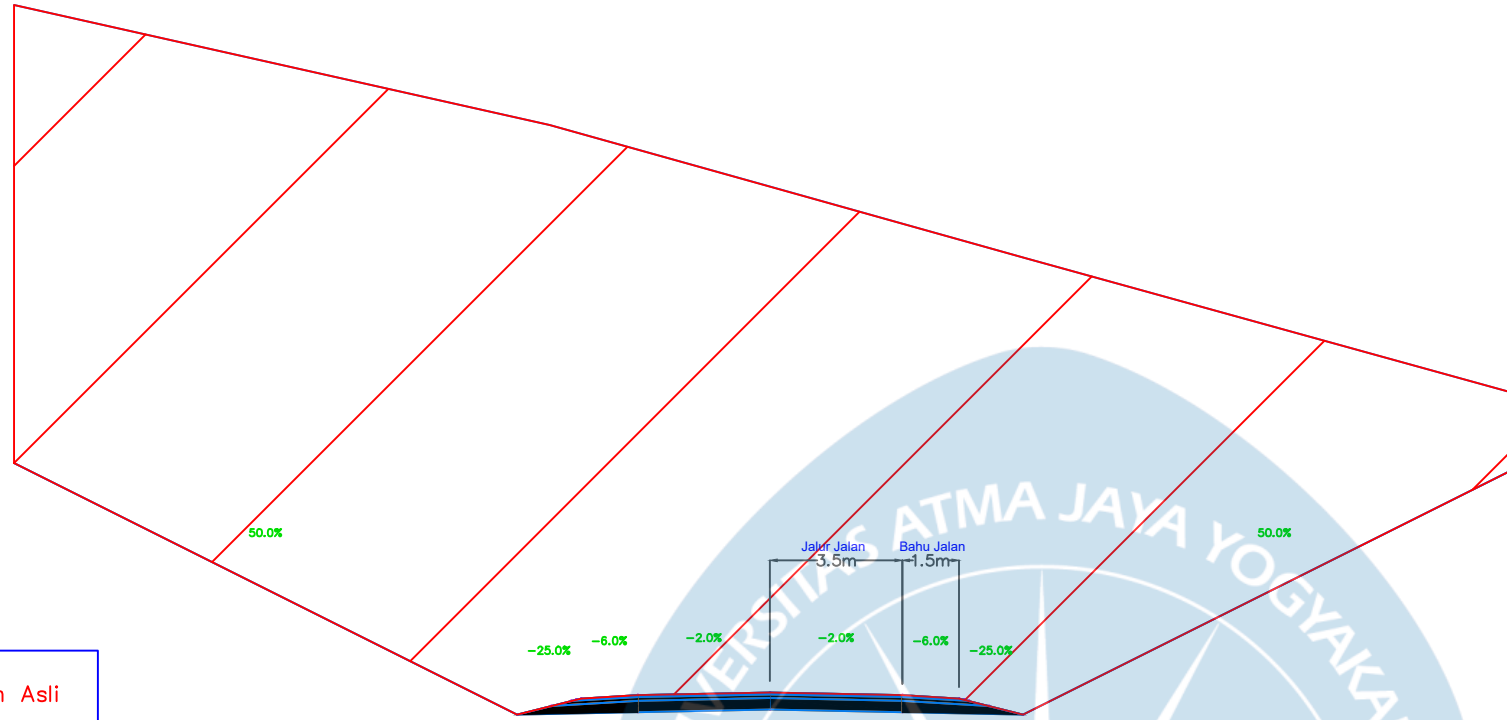 UNIVERSITAS ATMA JAYA YOGYAKA
50.0%
50.0%
Jalur Jalan
Bahu Jalan
3.5m
1.5m
-25.0%
-6.0%
-2.0%
-2.0%
-6.0%
-25.0%
Asli